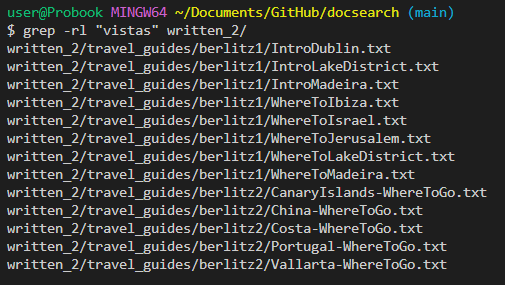 user@Probook MINGW64 ~/Documents/GitHub/docsearch (main)
$ grep -rl "vistas" written_2/
written_2/travel_guides/berlitz1/IntroDublin.txt
written_2/travel_guides/berlitz1/IntroLakeDistrict.txt
written_2/travel_guides/berlitz1/IntroMadeira.txt
written_2/travel_guides/berlitz1/WhereToIbiza.txt
written_2/travel_guides/berlitz1/WhereToIsrael.txt
written_2/travel_guides/berlitz1/WhereToJerusalem.txt
written_2/travel_guides/berlitz1/WhereToLakeDistrict.txt
written_2/travel_guides/berlitz1/WhereToMadeira.txt
written_2/travel_guides/berlitz2/CanaryIslands-WhereToGo.txt
written_2/travel_guides/berlitz2/China-WhereToGo.txt
written_2/travel_guides/berlitz2/Costa-WhereToGo.txt
written_2/travel_guides/berlitz2/Portugal-WhereToGo.txt
written_2/travel_guides/berlitz2/Vallarta-WhereToGo.txt